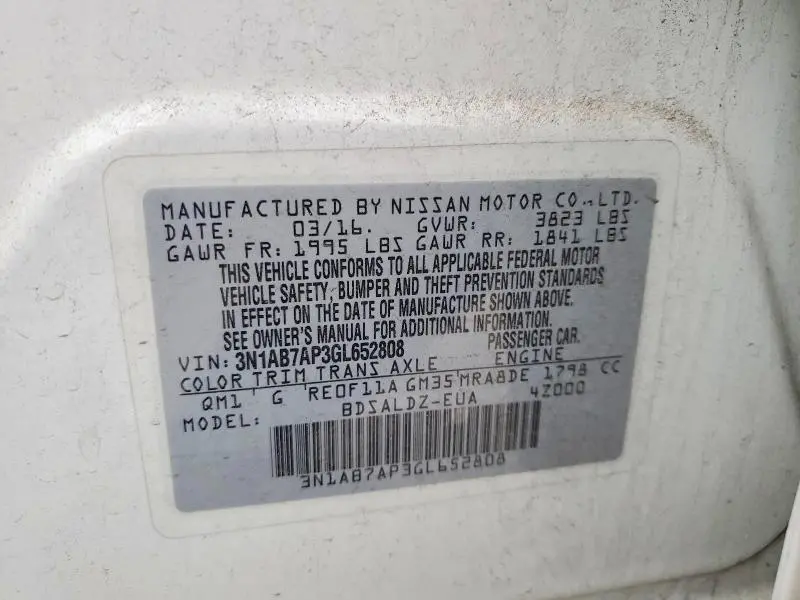 MANUFACTURED BY NISSAN MOTOR CO., LTD.
DATE: 03/16. GVWR: 3823 LBS
GAWR FR: 1995 LBS GAWR RR: 1841 LBS
THIS VEHICLE CONFORMS TO ALL APPLICABLE FEDERAL MOTOR
VEHICLE SAFETY, BUMPER AND THEFT PREVENTION STANDARDS
IN EFFECT ON THE DATE OF MANUFACTURE SHOWN ABOVE.
SEE OWNER'S MANUAL FOR ADDITIONAL INFORMATION.
VIN: 3N1AB7AP3GL652808 PASSENGER CAR.
COLOR TRIM TRANS AXLE ENGINE
QM1 G RE0F11A GM35 MRA8DE 1798 CC
MODEL: BDSALDZ-EUA 4Z000
3N1AB7AP3GL652808